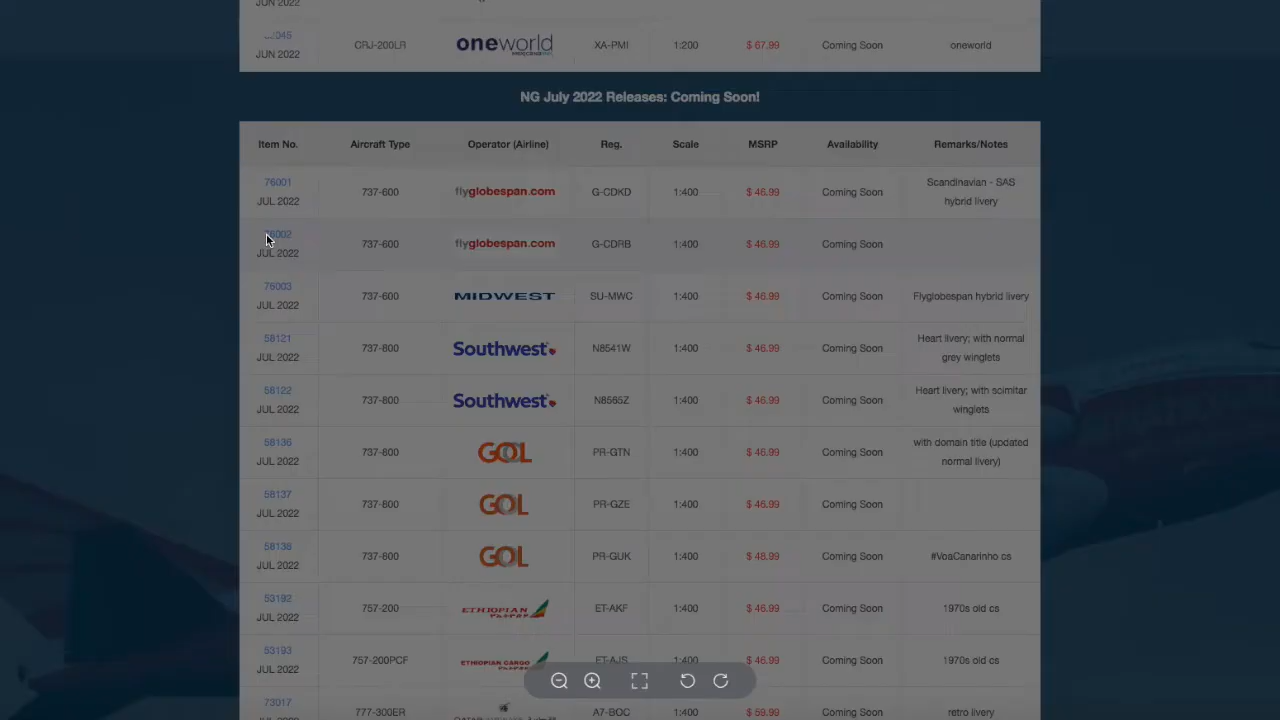 JUN 2022
JUN 2022 CRJ-200LR oneworld XA-PMI 1:200 $ 67.99 Coming Soon oneworld
NG July 2022 Releases: Coming Soon!
Item No. Aircraft Type Operator (Airline) Reg. Scale MSRP Availability Remarks/Notes
76001 JUL 2022 737-600 flyglobespan.com G-CDKD 1:400 $ 46.99 Coming Soon Scandinavian - SAS hybrid livery
76002 JUL 2022 737-600 flyglobespan.com G-CDRB 1:400 $ 46.99 Coming Soon
76003 JUL 2022 737-600 MIDWEST SU-MWC 1:400 $ 46.99 Coming Soon Flyglobespan hybrid livery
58121 JUL 2022 737-800 Southwest N8541W 1:400 $ 46.99 Coming Soon Heart livery; with normal grey winglets
58122 JUL 2022 737-800 Southwest N8565Z 1:400 $ 46.99 Coming Soon Heart livery; with scimitar winglets
58136 JUL 2022 737-800 GOL PR-GTN 1:400 $ 46.99 Coming Soon with domain title (updated normal livery)
58137 JUL 2022 737-800 GOL PR-GZE 1:400 $ 46.99 Coming Soon
58138 JUL 2022 737-800 GOL PR-GUK 1:400 $ 48.99 Coming Soon #VoaCanarinho cs
53192 JUL 2022 757-200 ETHIOPIAN ET-AKF 1:400 $ 46.99 Coming Soon 1970s old cs
53193 JUL 2022 757-200PCF ETHIOPIAN CARGO ET-AJS 1:400 $ 46.99 Coming Soon 1970s old cs
73017 777-300ER A7-BOC 1:400 $ 59.99 Coming Soon retro livery